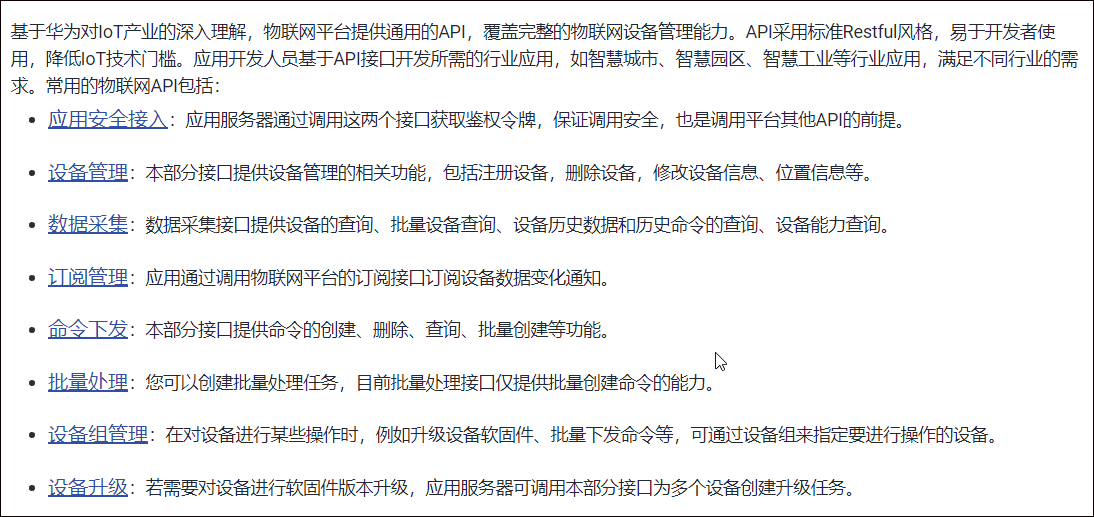 基于华为对IoT产业的深入理解，物联网平台提供通用的API，覆盖完整的物联网设备管理能力。API采用标准Restful风格，易于开发者使
用，降低IoT技术门槛。应用开发人员基于API接口开发所需的行业应用，如智慧城市、智慧园区、智慧工业等行业应用，满足不同行业的需
求。常用的物联网API包括：
• 应用安全接入：应用服务器通过调用这两个接口获取鉴权令牌，保证调用安全，也是调用平台其他API的前提。
• 设备管理：本部分接口提供设备管理的相关功能，包括注册设备，删除设备，修改设备信息、位置信息等。
• 数据采集：数据采集接口提供设备的查询、批量设备查询、设备历史数据和历史命令的查询、设备能力查询。
• 订阅管理：应用通过调用物联网平台的订阅接口订阅设备数据变化通知。
• 命令下发：本部分接口提供命令的创建、删除、查询、批量创建等功能。
• 批量处理：您可以创建批量处理任务，目前批量处理接口仅提供批量创建命令的能力。
• 设备组管理：在对设备进行某些操作时，例如升级设备软固件、批量下发命令等，可通过设备组来指定要进行操作的设备。
• 设备升级：若需要对设备进行软固件版本升级，应用服务器可调用本部分接口为多个设备创建升级任务。